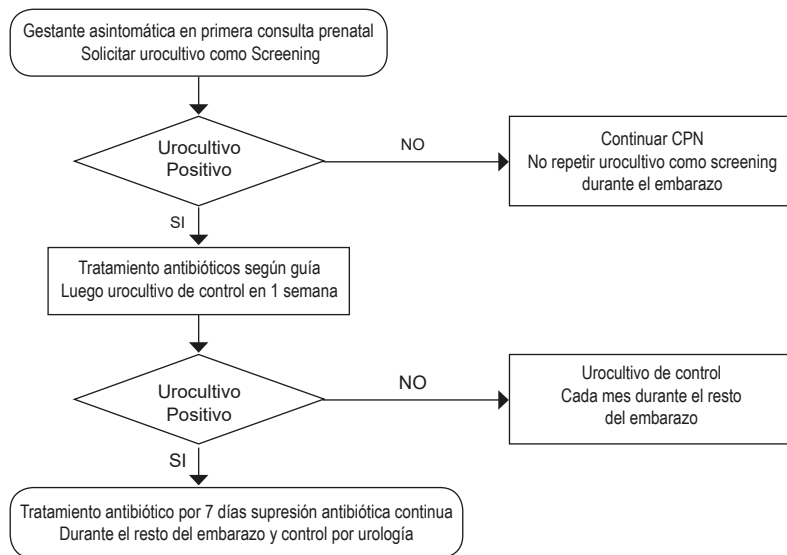 Gestante asintomática en primera consulta prenatal
Solicitar urocultivo como Screening
Urocultivo
Positivo
NO
Continuar CPN
No repetir urocultivo como screening
durante el embarazo
SI
Tratamiento antibióticos según guía
Luego urocultivo de control en 1 semana
Urocultivo
Positivo
NO
Urocultivo de control
Cada mes durante el resto
del embarazo
SI
Tratamiento antibiótico por 7 días supresión antibiótica continua
Durante el resto del embarazo y control por urología